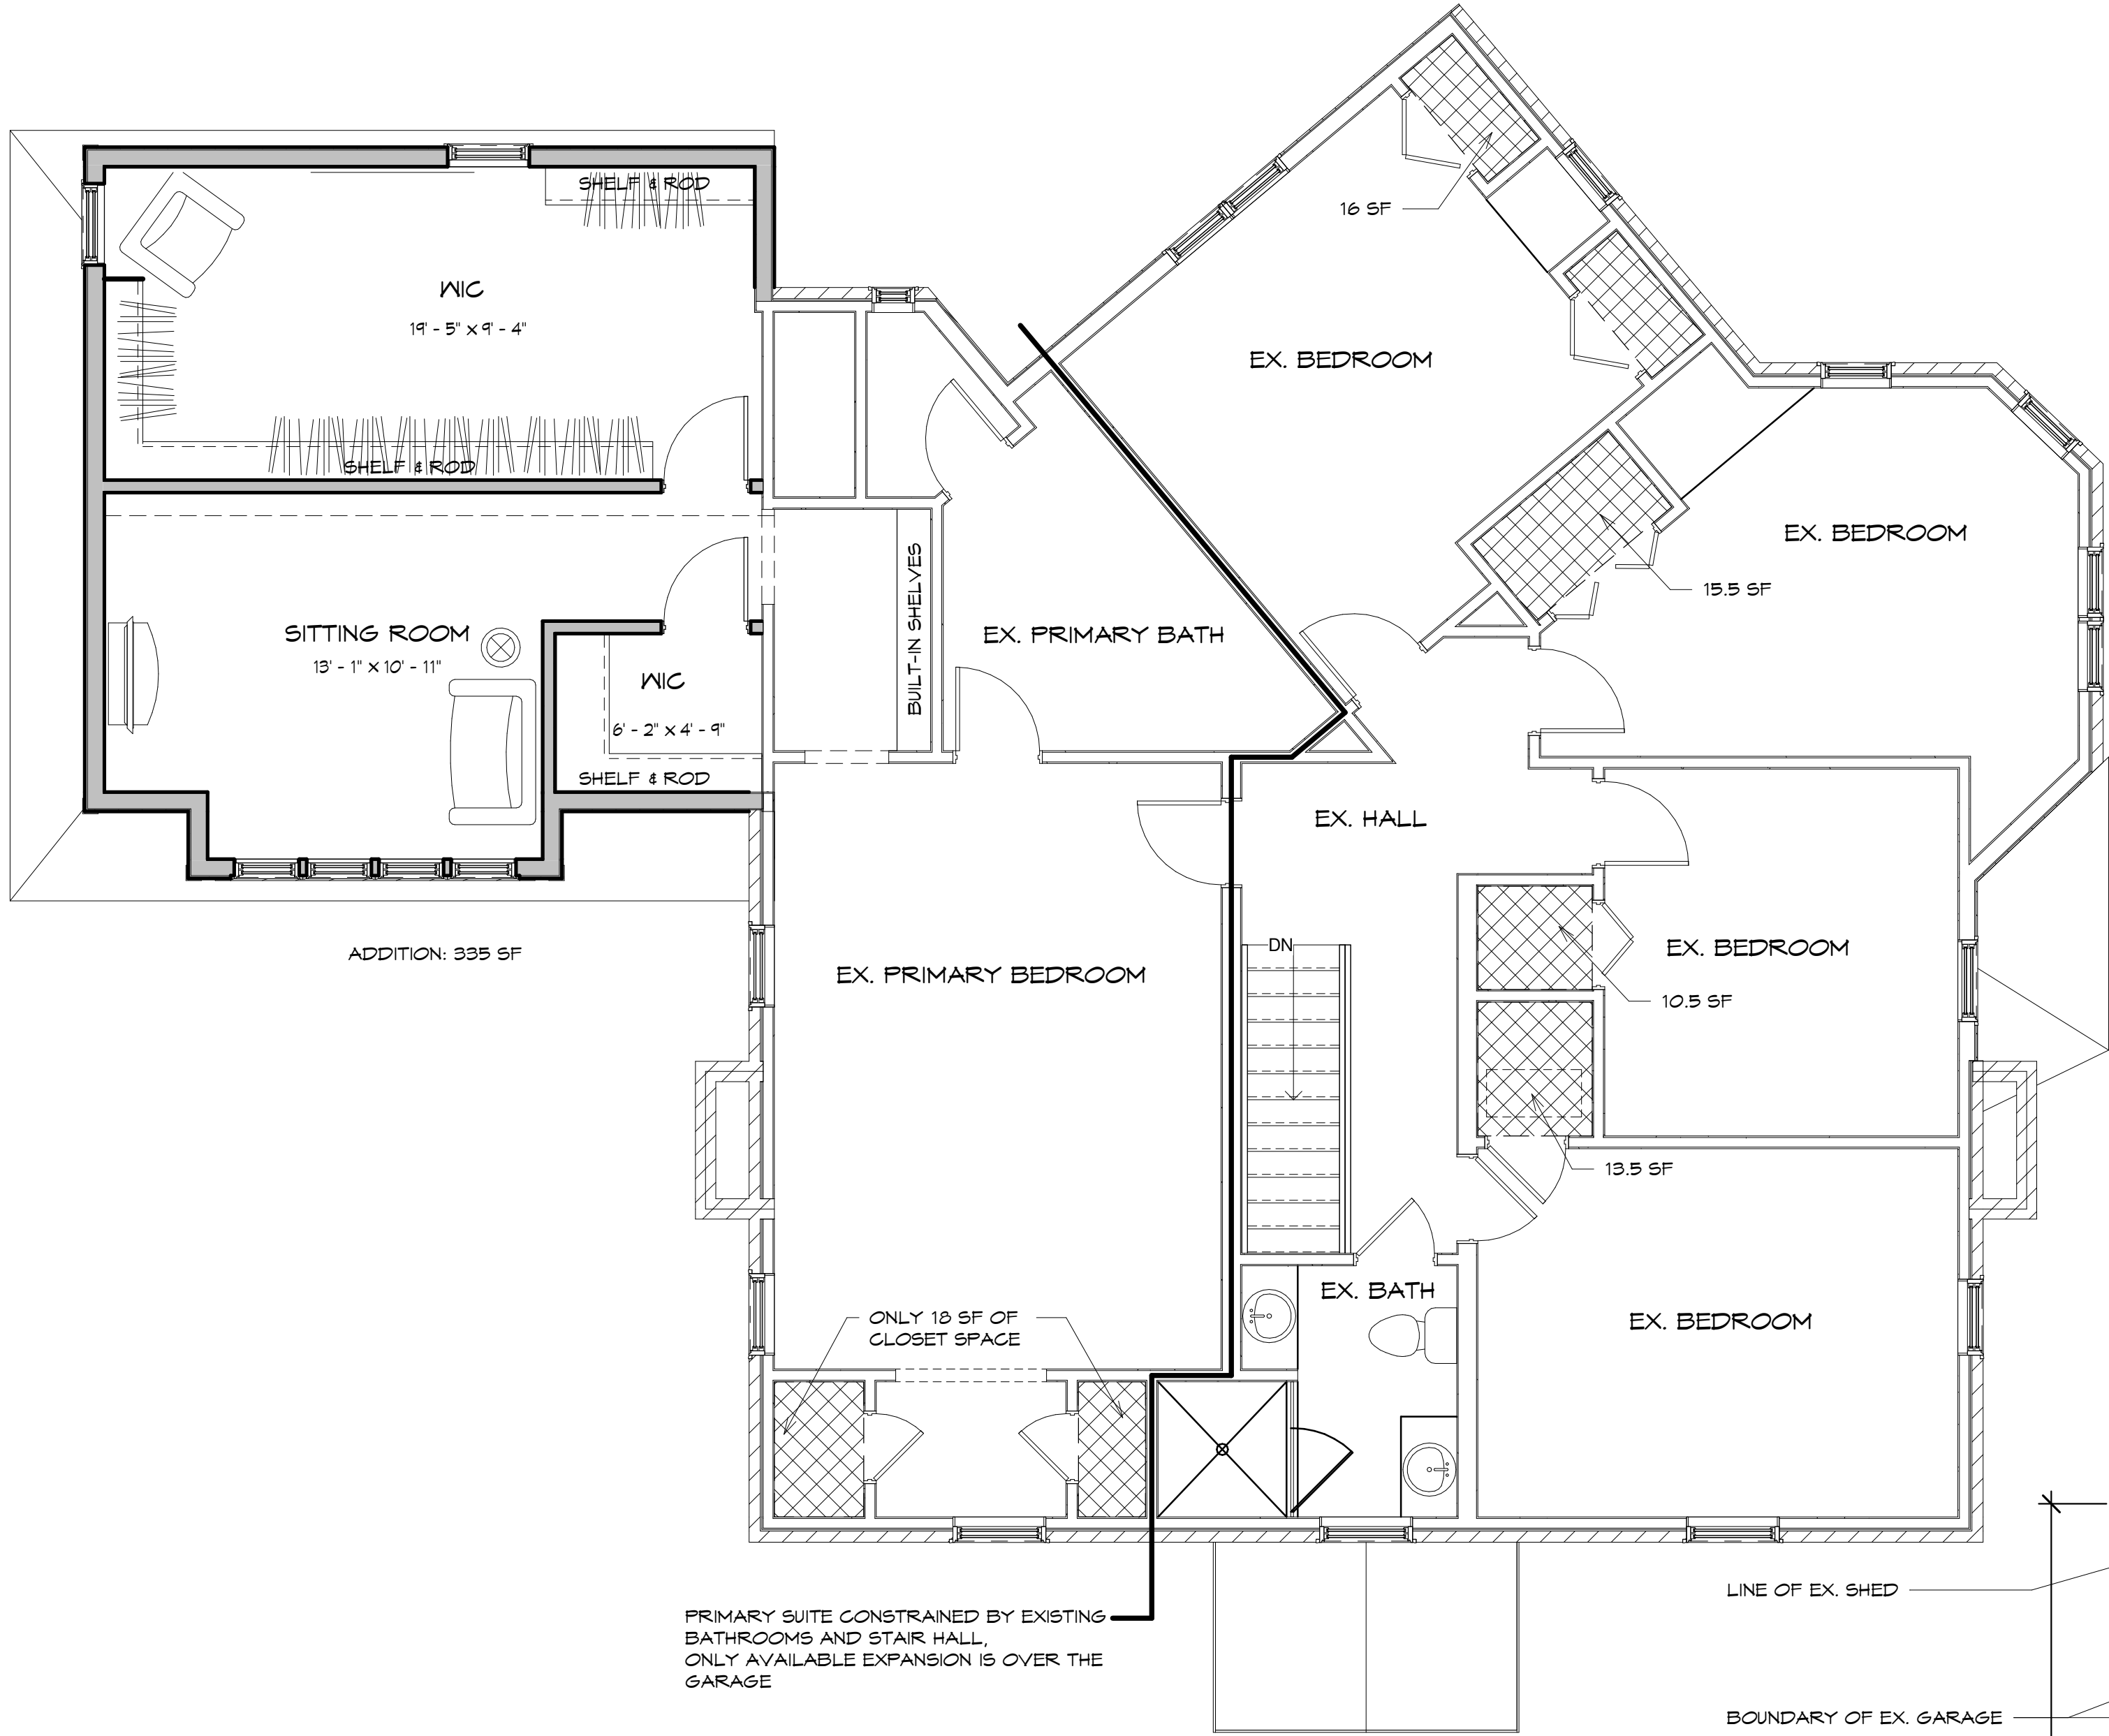 SHELF & ROD
WIC
19' - 5" x 9' - 4"
SHELF & ROD
16 SF
EX. BEDROOM
EX. BEDROOM
15.5 SF
BUILT-IN SHELVES
EX. PRIMARY BATH
SITTING ROOM
13' - 1" x 10' - 11"
WIC
6' - 2" x 4' - 9"
SHELF & ROD
EX. HALL
ADDITION: 335 SF
EX. PRIMARY BEDROOM
DN
EX. BEDROOM
10.5 SF
13.5 SF
ONLY 18 SF OF
CLOSET SPACE
EX. BATH
EX. BEDROOM
LINE OF EX. SHED
PRIMARY SUITE CONSTRAINED BY EXISTING
BATHROOMS AND STAIR HALL,
ONLY AVAILABLE EXPANSION IS OVER THE
GARAGE
BOUNDARY OF EX. GARAGE